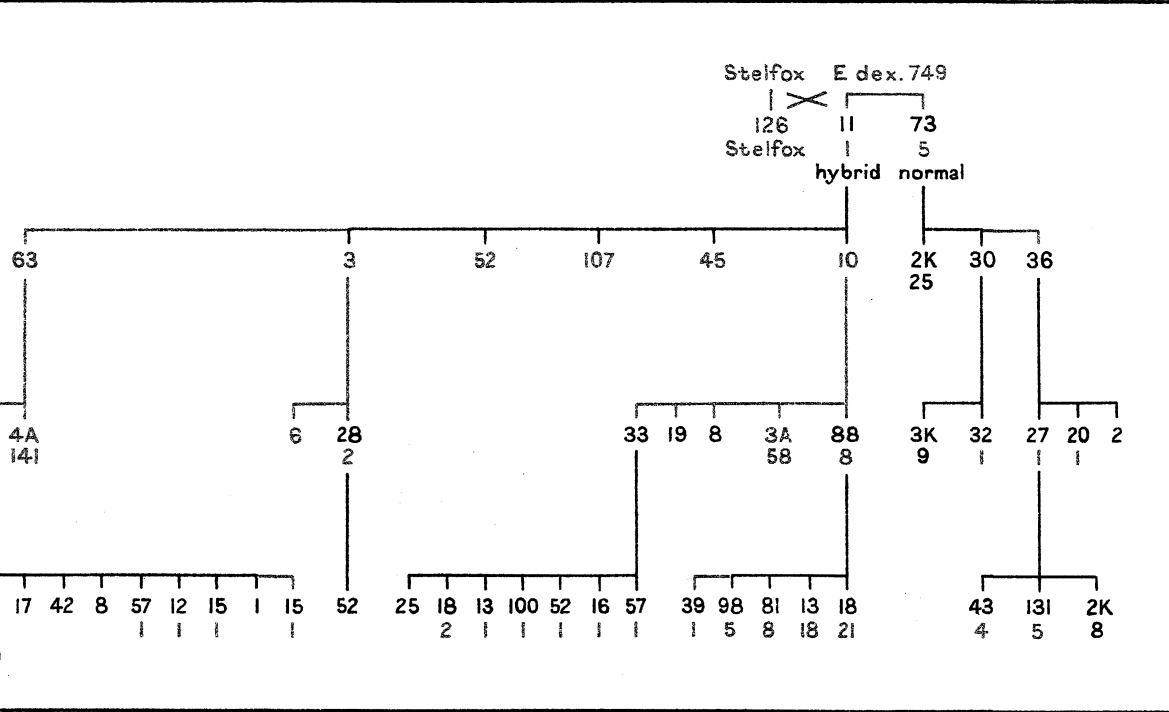 Stelfox E dex. 749
126 11 73
Stelfox 1 5
hybrid normal
63 3 52 107 45 10 2K 30 36
25
4A 6 28 33 19 8 3A 88 3K 32 27 20 2
141 2 58 8 9 1 1 1
17 42 8 57 12 15 1 15 52 25 18 13 100 52 16 57 39 98 81 13 18 43 131 2K
1 1 1 1 2 1 1 1 1 1 1 5 8 18 21 4 5 8